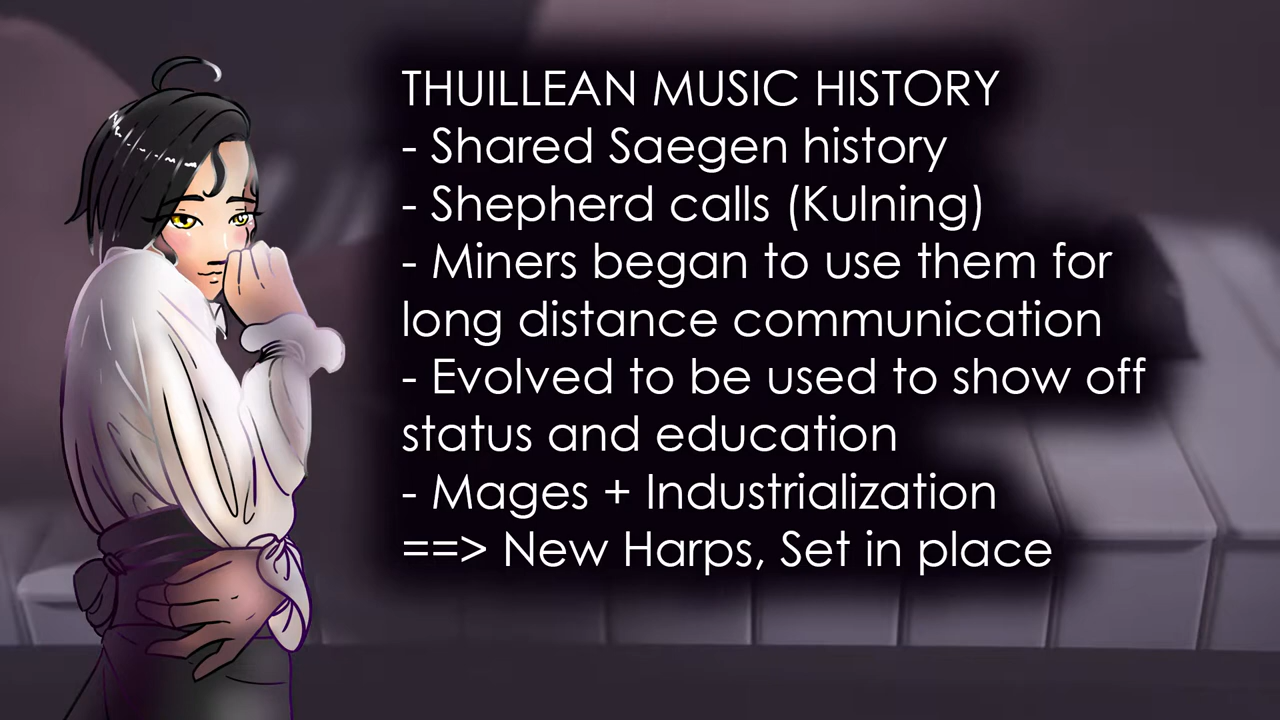 THUILLEAN MUSIC HISTORY
- Shared Saegen history
- Shepherd calls (Kulning)
- Miners began to use them for
long distance communication
- Evolved to be used to show off
status and education
- Mages + Industrialization
==> New Harps, Set in place